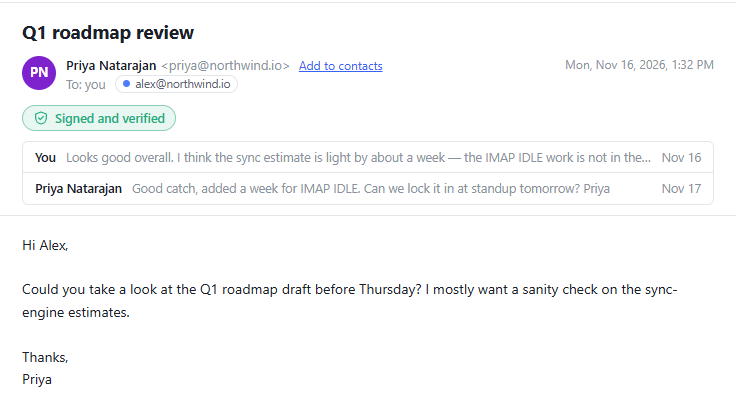 Q1 roadmap review
PN
Priya Natarajan <priya@northwind.io> Add to contacts
Mon, Nov 16, 2026, 1:32 PM
To: you alex@northwind.io
Signed and verified
You Looks good overall. I think the sync estimate is light by about a week — the IMAP IDLE work is not in the... Nov 16
Priya Natarajan Good catch, added a week for IMAP IDLE. Can we lock it in at standup tomorrow? Priya Nov 17
Hi Alex,
Could you take a look at the Q1 roadmap draft before Thursday? I mostly want a sanity check on the sync-
engine estimates.
Thanks,
Priya